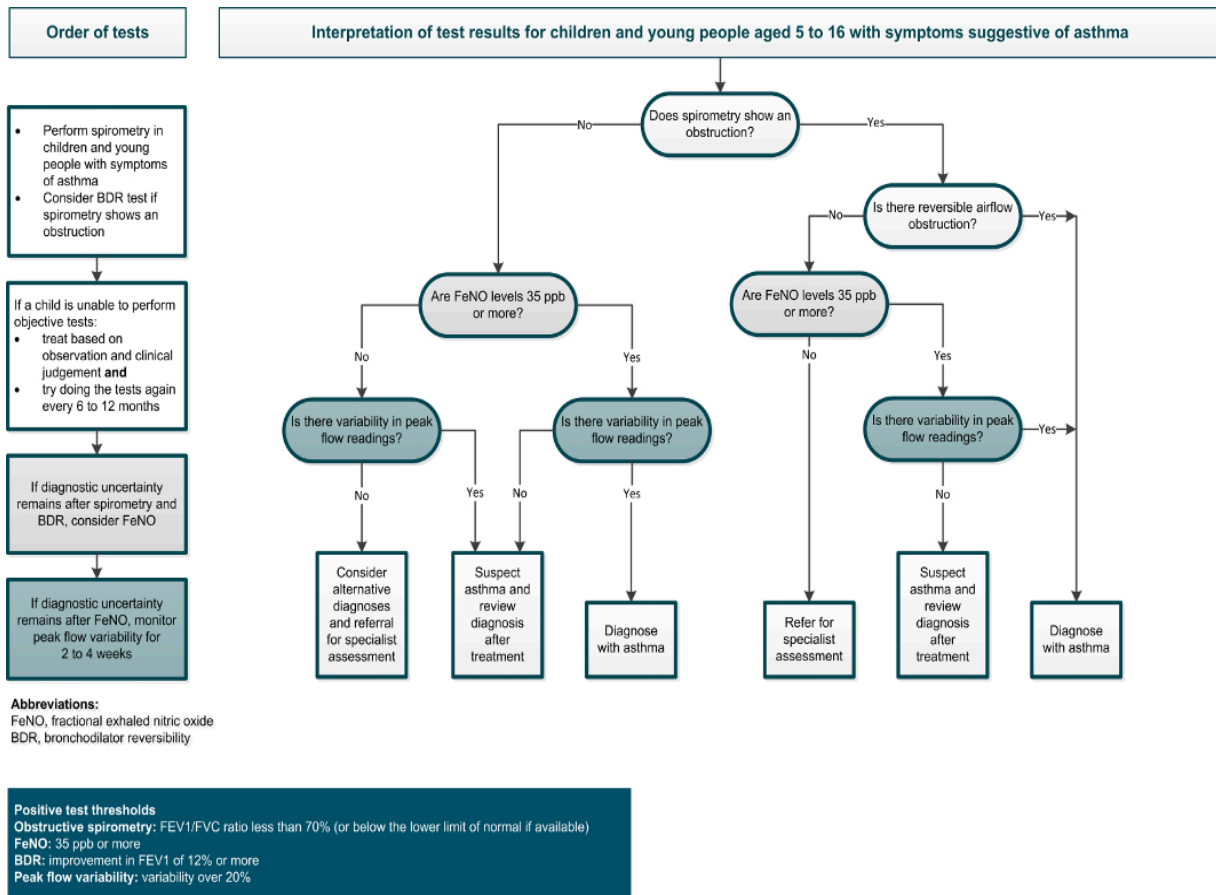 Order of tests
Interpretation of test results for children and young people aged 5 to 16 with symptoms suggestive of asthma
• Perform spirometry in
children and young
people with symptoms
of asthma
• Consider BDR test if
spirometry shows an
obstruction
If a child is unable to perform
objective tests:
• treat based on
observation and clinical
judgement and
• try doing the tests again
every 6 to 12 months
If diagnostic uncertainty
remains after spirometry and
BDR, consider FeNO
If diagnostic uncertainty
remains after FeNO, monitor
peak flow variability for
2 to 4 weeks
Abbreviations:
FeNO, fractional exhaled nitric oxide
BDR, bronchodilator reversibility
Does spirometry show an
obstruction?
No
Yes
Is there reversible airflow
obstruction?
No
Yes
Are FeNO levels 35 ppb
or more?
No
Yes
Are FeNO levels 35 ppb
or more?
No
Yes
Is there variability in peak
flow readings?
No
Yes
Is there variability in peak
flow readings?
No
Yes
Is there variability in peak
flow readings?
Yes
No
Consider
alternative
diagnoses
and referral
for specialist
assessment
Suspect
asthma and
review
diagnosis
after
treatment
Diagnose
with asthma
Refer for
specialist
assessment
Suspect
asthma and
review
diagnosis
after
treatment
Diagnose
with asthma
Positive test thresholds
Obstructive spirometry: FEV1/FVC ratio less than 70% (or below the lower limit of normal if available)
FeNO: 35 ppb or more
BDR: improvement in FEV1 of 12% or more
Peak flow variability: variability over 20%